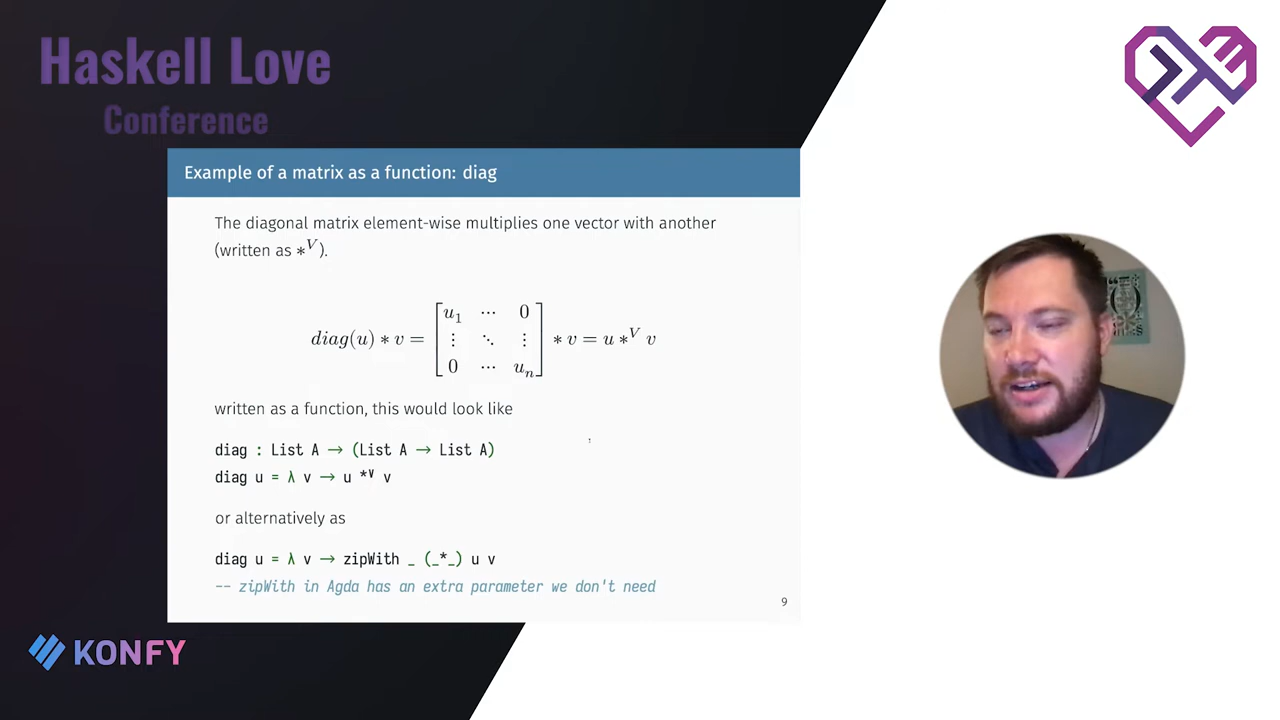 Haskell Love
Conference
Example of a matrix as a function: diag
The diagonal matrix element-wise multiplies one vector with another
(written as ∗^V).
diag(u) ∗ v = [u_1 ⋯ 0
⋮ ⋱ ⋮
0 ⋯ u_n] ∗ v = u ∗^V v
written as a function, this would look like
diag : List A → (List A → List A)
diag u = λ v → u *ⱽ v
or alternatively as
diag u = λ v → zipWith _ (_*_) u v
-- zipWith in Agda has an extra parameter we don't need
9
KONFY